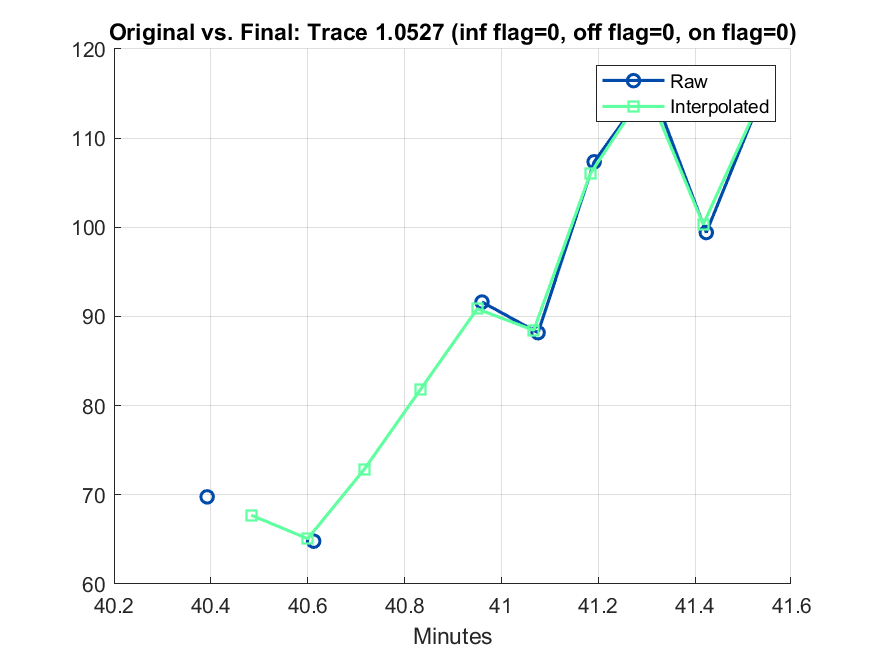 Original vs. Final: Trace 1.0527 (inf flag=0, off flag=0, on flag=0)
120
110
100
90
80
70
60
Raw
Interpolated
40.2 40.4 40.6 40.8 41 41.2 41.4 41.6
Minutes